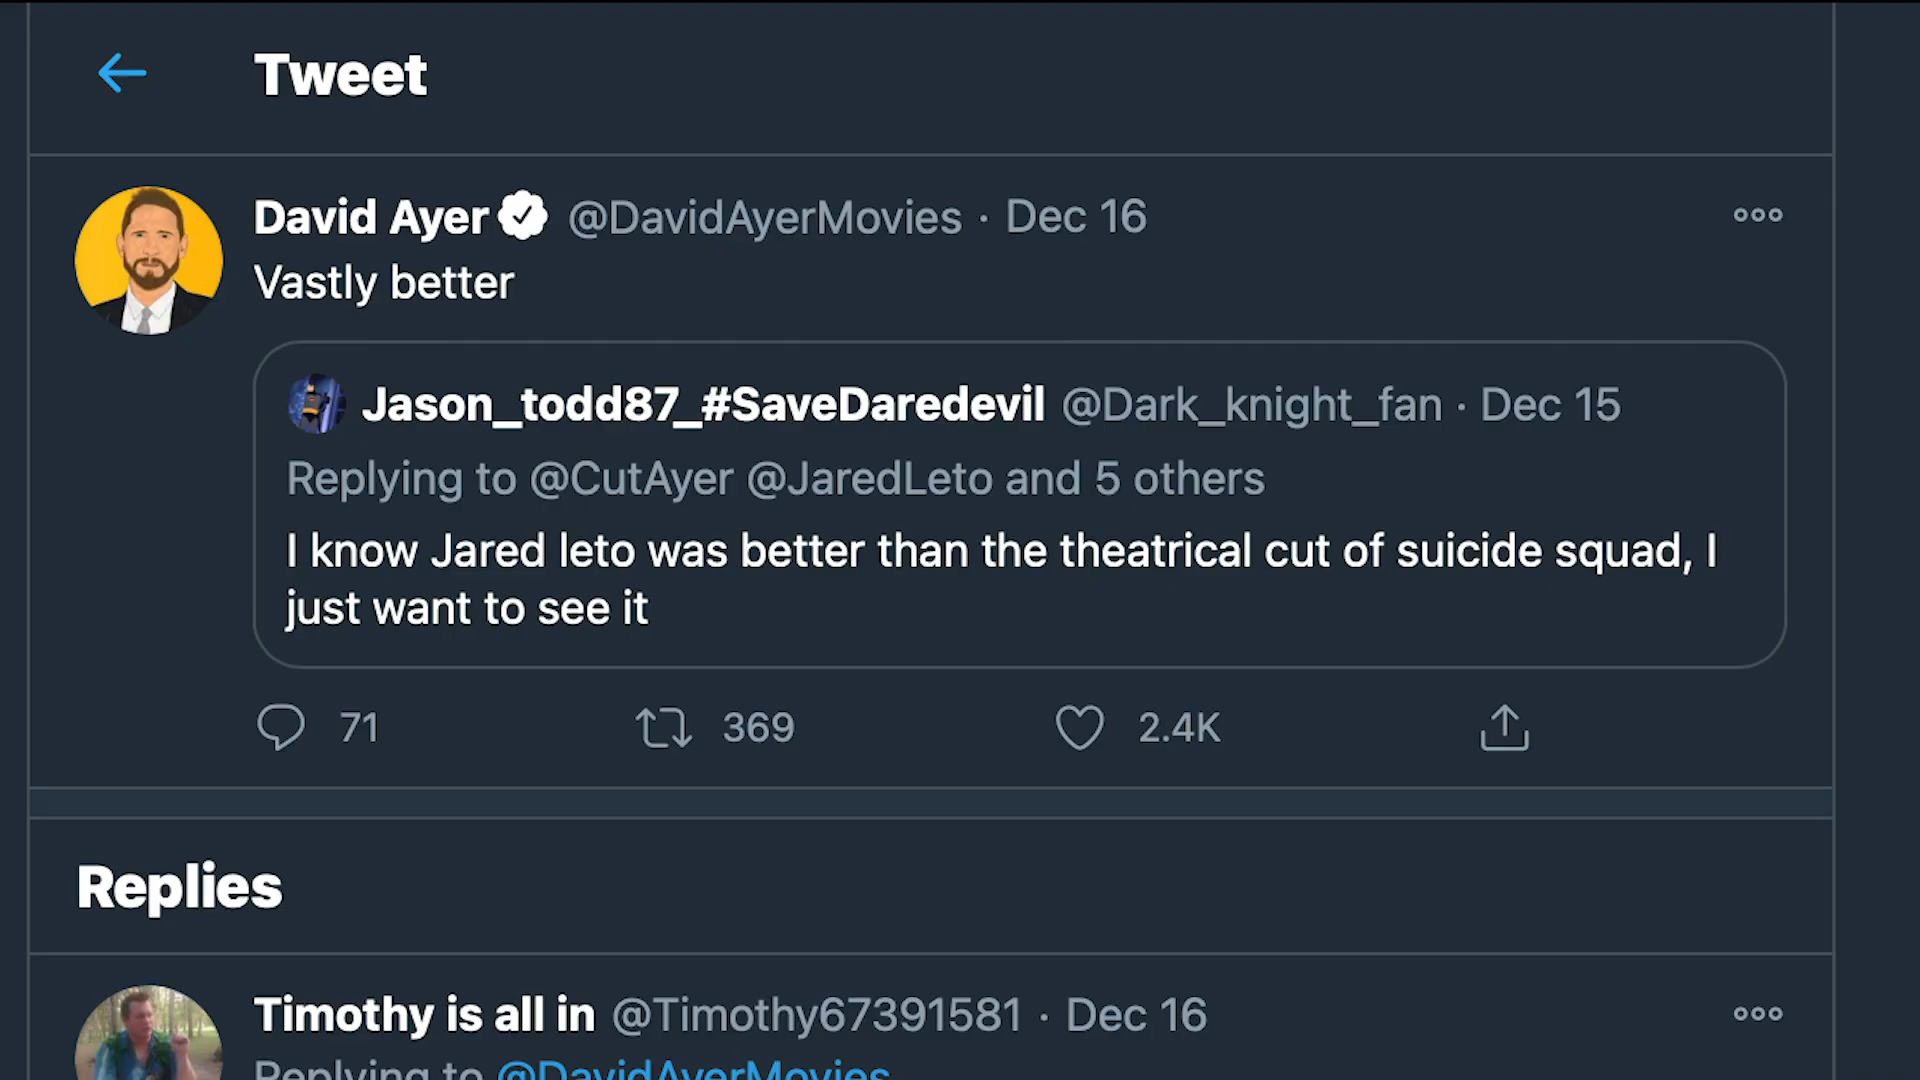 Tweet
David Ayer @DavidAyerMovies · Dec 16
Vastly better
Jason_todd87_#SaveDaredevil @Dark_knight_fan · Dec 15
Replying to @CutAyer @JaredLeto and 5 others
I know Jared leto was better than the theatrical cut of suicide squad, I
just want to see it
71 369 2.4K
Replies
Timothy is all in @Timothy67391581 · Dec 16
Replying to @DavidAyerMovies